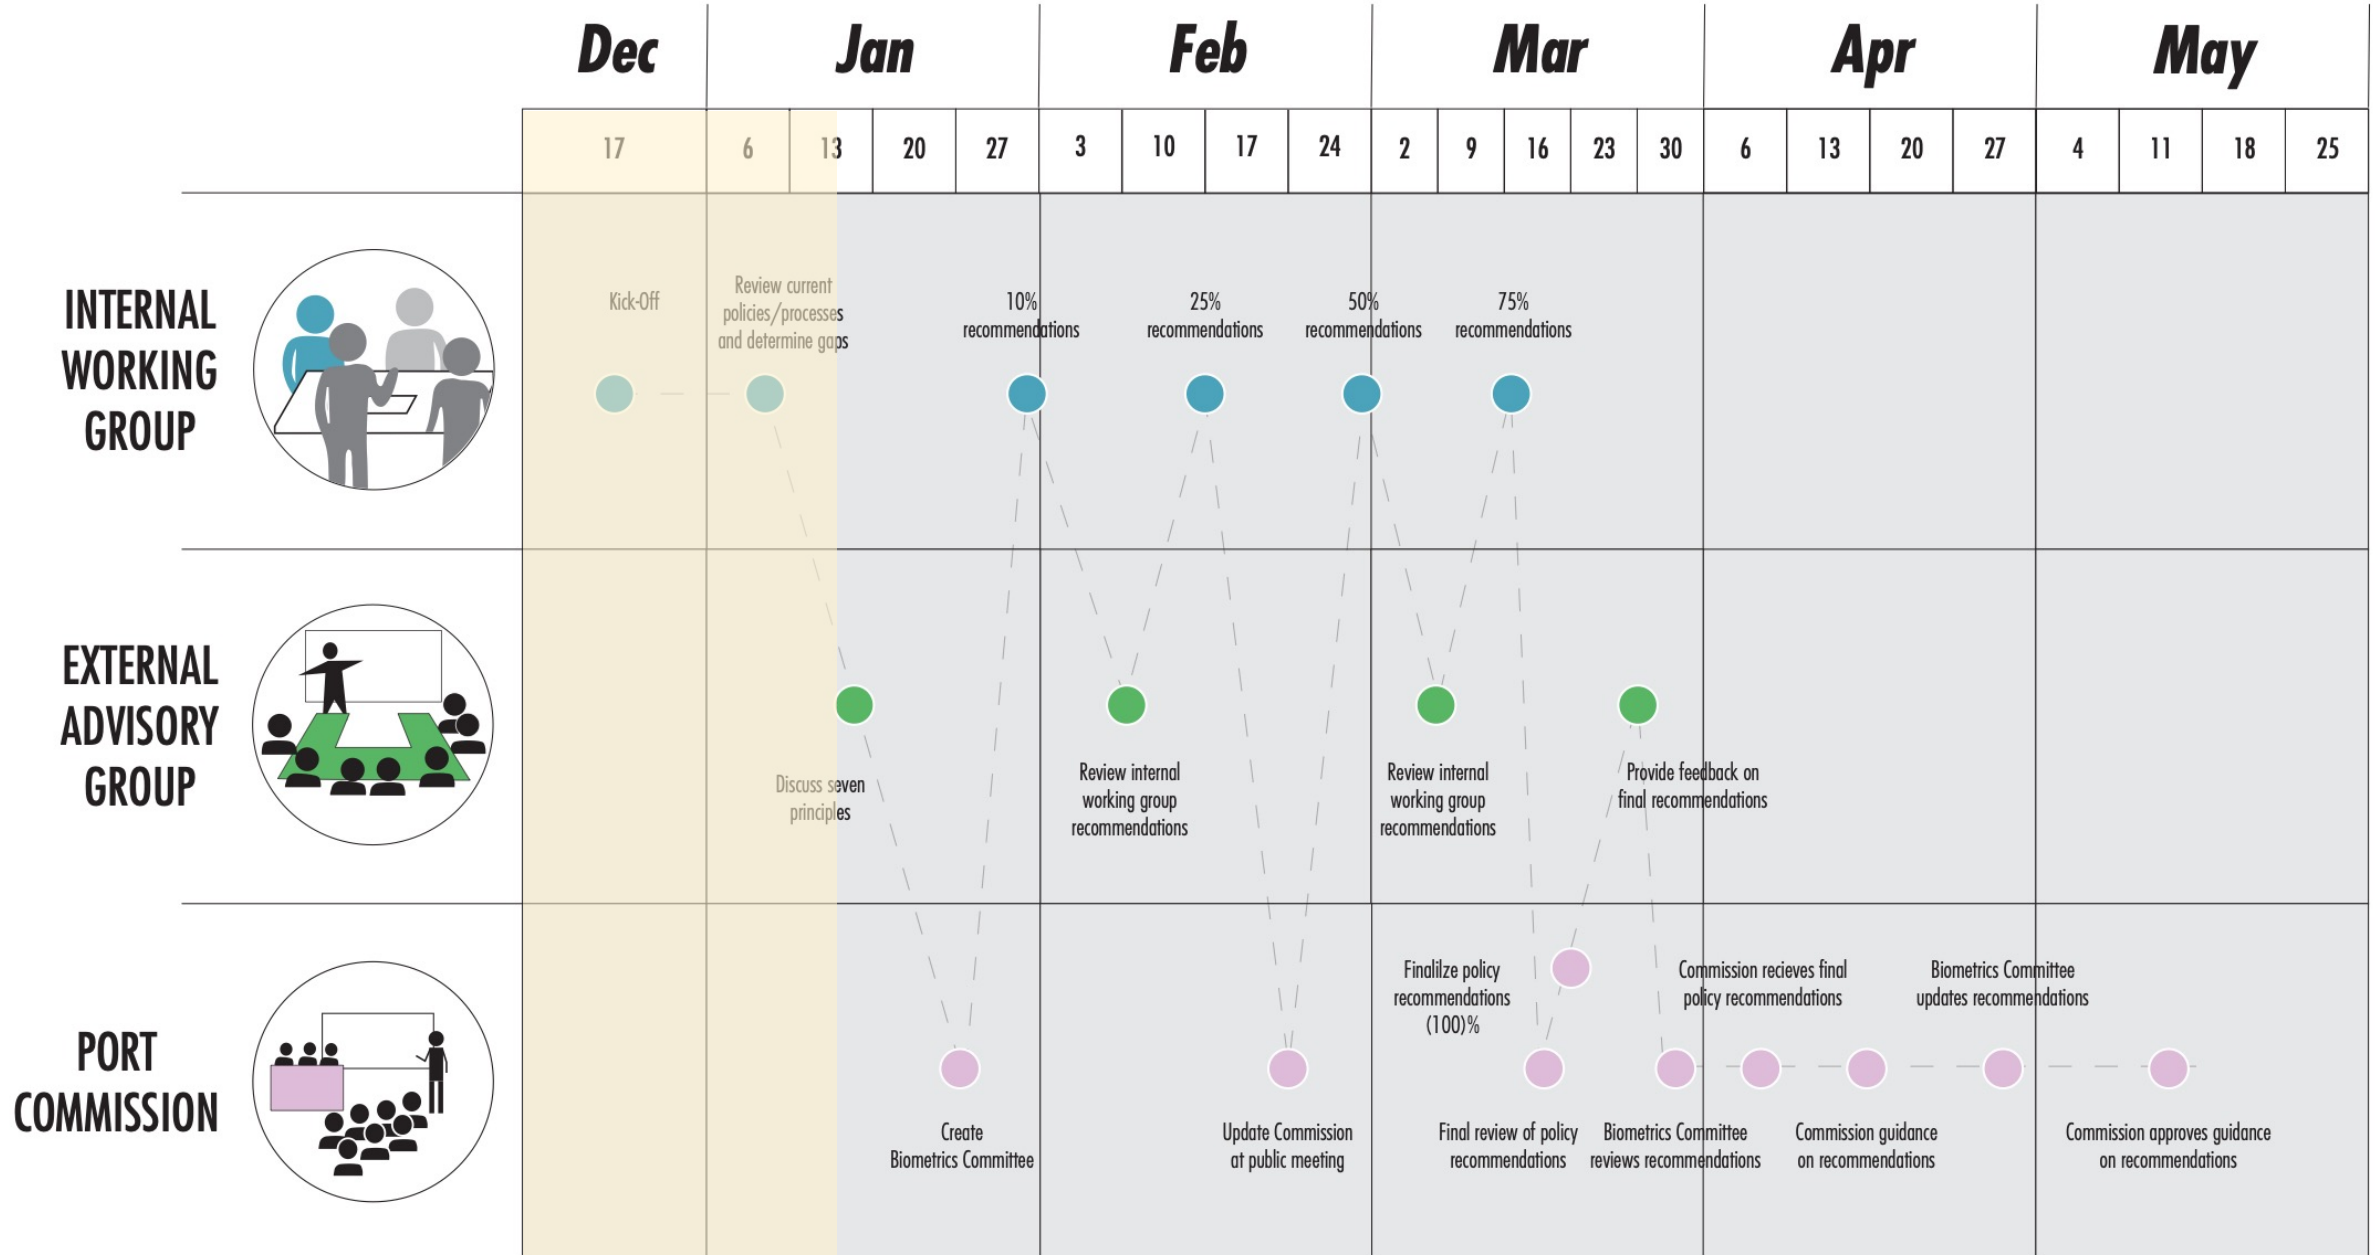 Dec Jan Feb Mar Apr May
17 6 13 20 27 3 10 17 24 2 9 16 23 30 6 13 20 27 4 11 18 25
INTERNAL
WORKING
GROUP
Kick-Off
Review current
policies/processes
and determine gaps
10%
recommendations
25%
recommendations
50%
recommendations
75%
recommendations
EXTERNAL
ADVISORY
GROUP
Discuss seven
principles
Review internal
working group
recommendations
Review internal
working group
recommendations
Provide feedback on
final recommendations
PORT
COMMISSION
Finalilze policy
recommendations
(100)%
Commission recieves final
policy recommendations
Biometrics Committee
updates recommendations
Create
Biometrics Committee
Update Commission
at public meeting
Final review of policy
recommendations
Biometrics Committee
reviews recommendations
Commission guidance
on recommendations
Commission approves guidance
on recommendations